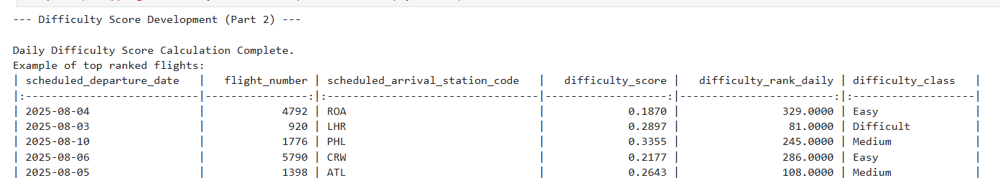 --- Difficulty Score Development (Part 2) ---
Daily Difficulty Score Calculation Complete.
Example of top ranked flights:
| scheduled_departure_date   |   flight_number | scheduled_arrival_station_code   |   difficulty_score |   difficulty_rank_daily | difficulty_class   |
|:---------------------------|----------------:|:---------------------------------|-------------------:|------------------------:|:-------------------|
| 2025-08-04                 |            4792 | ROA                              |             0.1870 |                329.0000 | Easy               |
| 2025-08-03                 |             920 | LHR                              |             0.2897 |                 81.0000 | Difficult          |
| 2025-08-10                 |            1776 | PHL                              |             0.3355 |                245.0000 | Medium             |
| 2025-08-06                 |            5790 | CRW                              |             0.2177 |                286.0000 | Easy               |
| 2025-08-05                 |            1398 | ATL                              |             0.2643 |                108.0000 | Medium             |